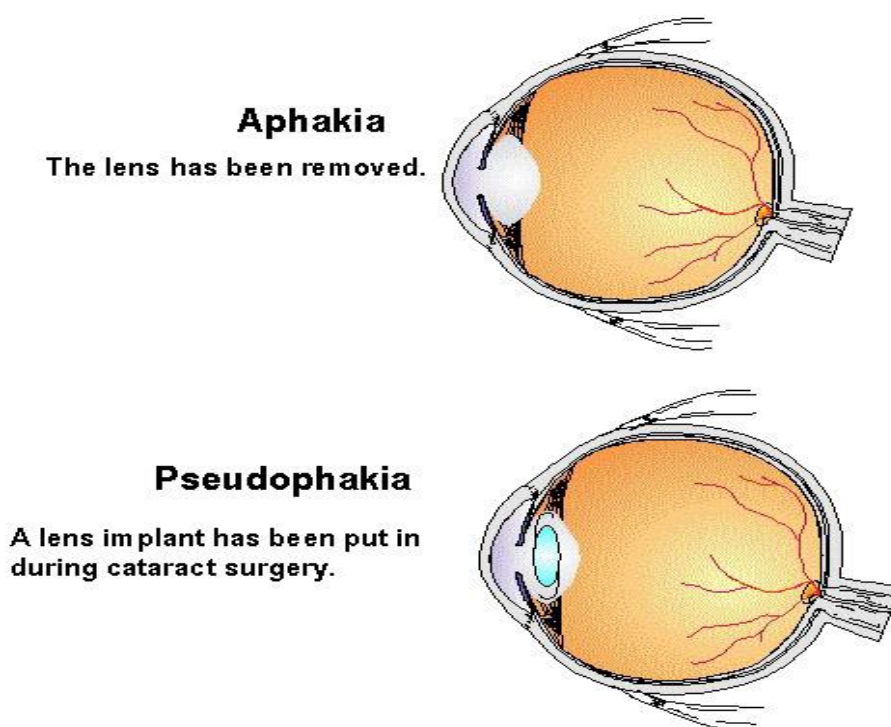 Aphakia
The lens has been removed.
Pseudophakia
A lens implant has been put in
during cataract surgery.